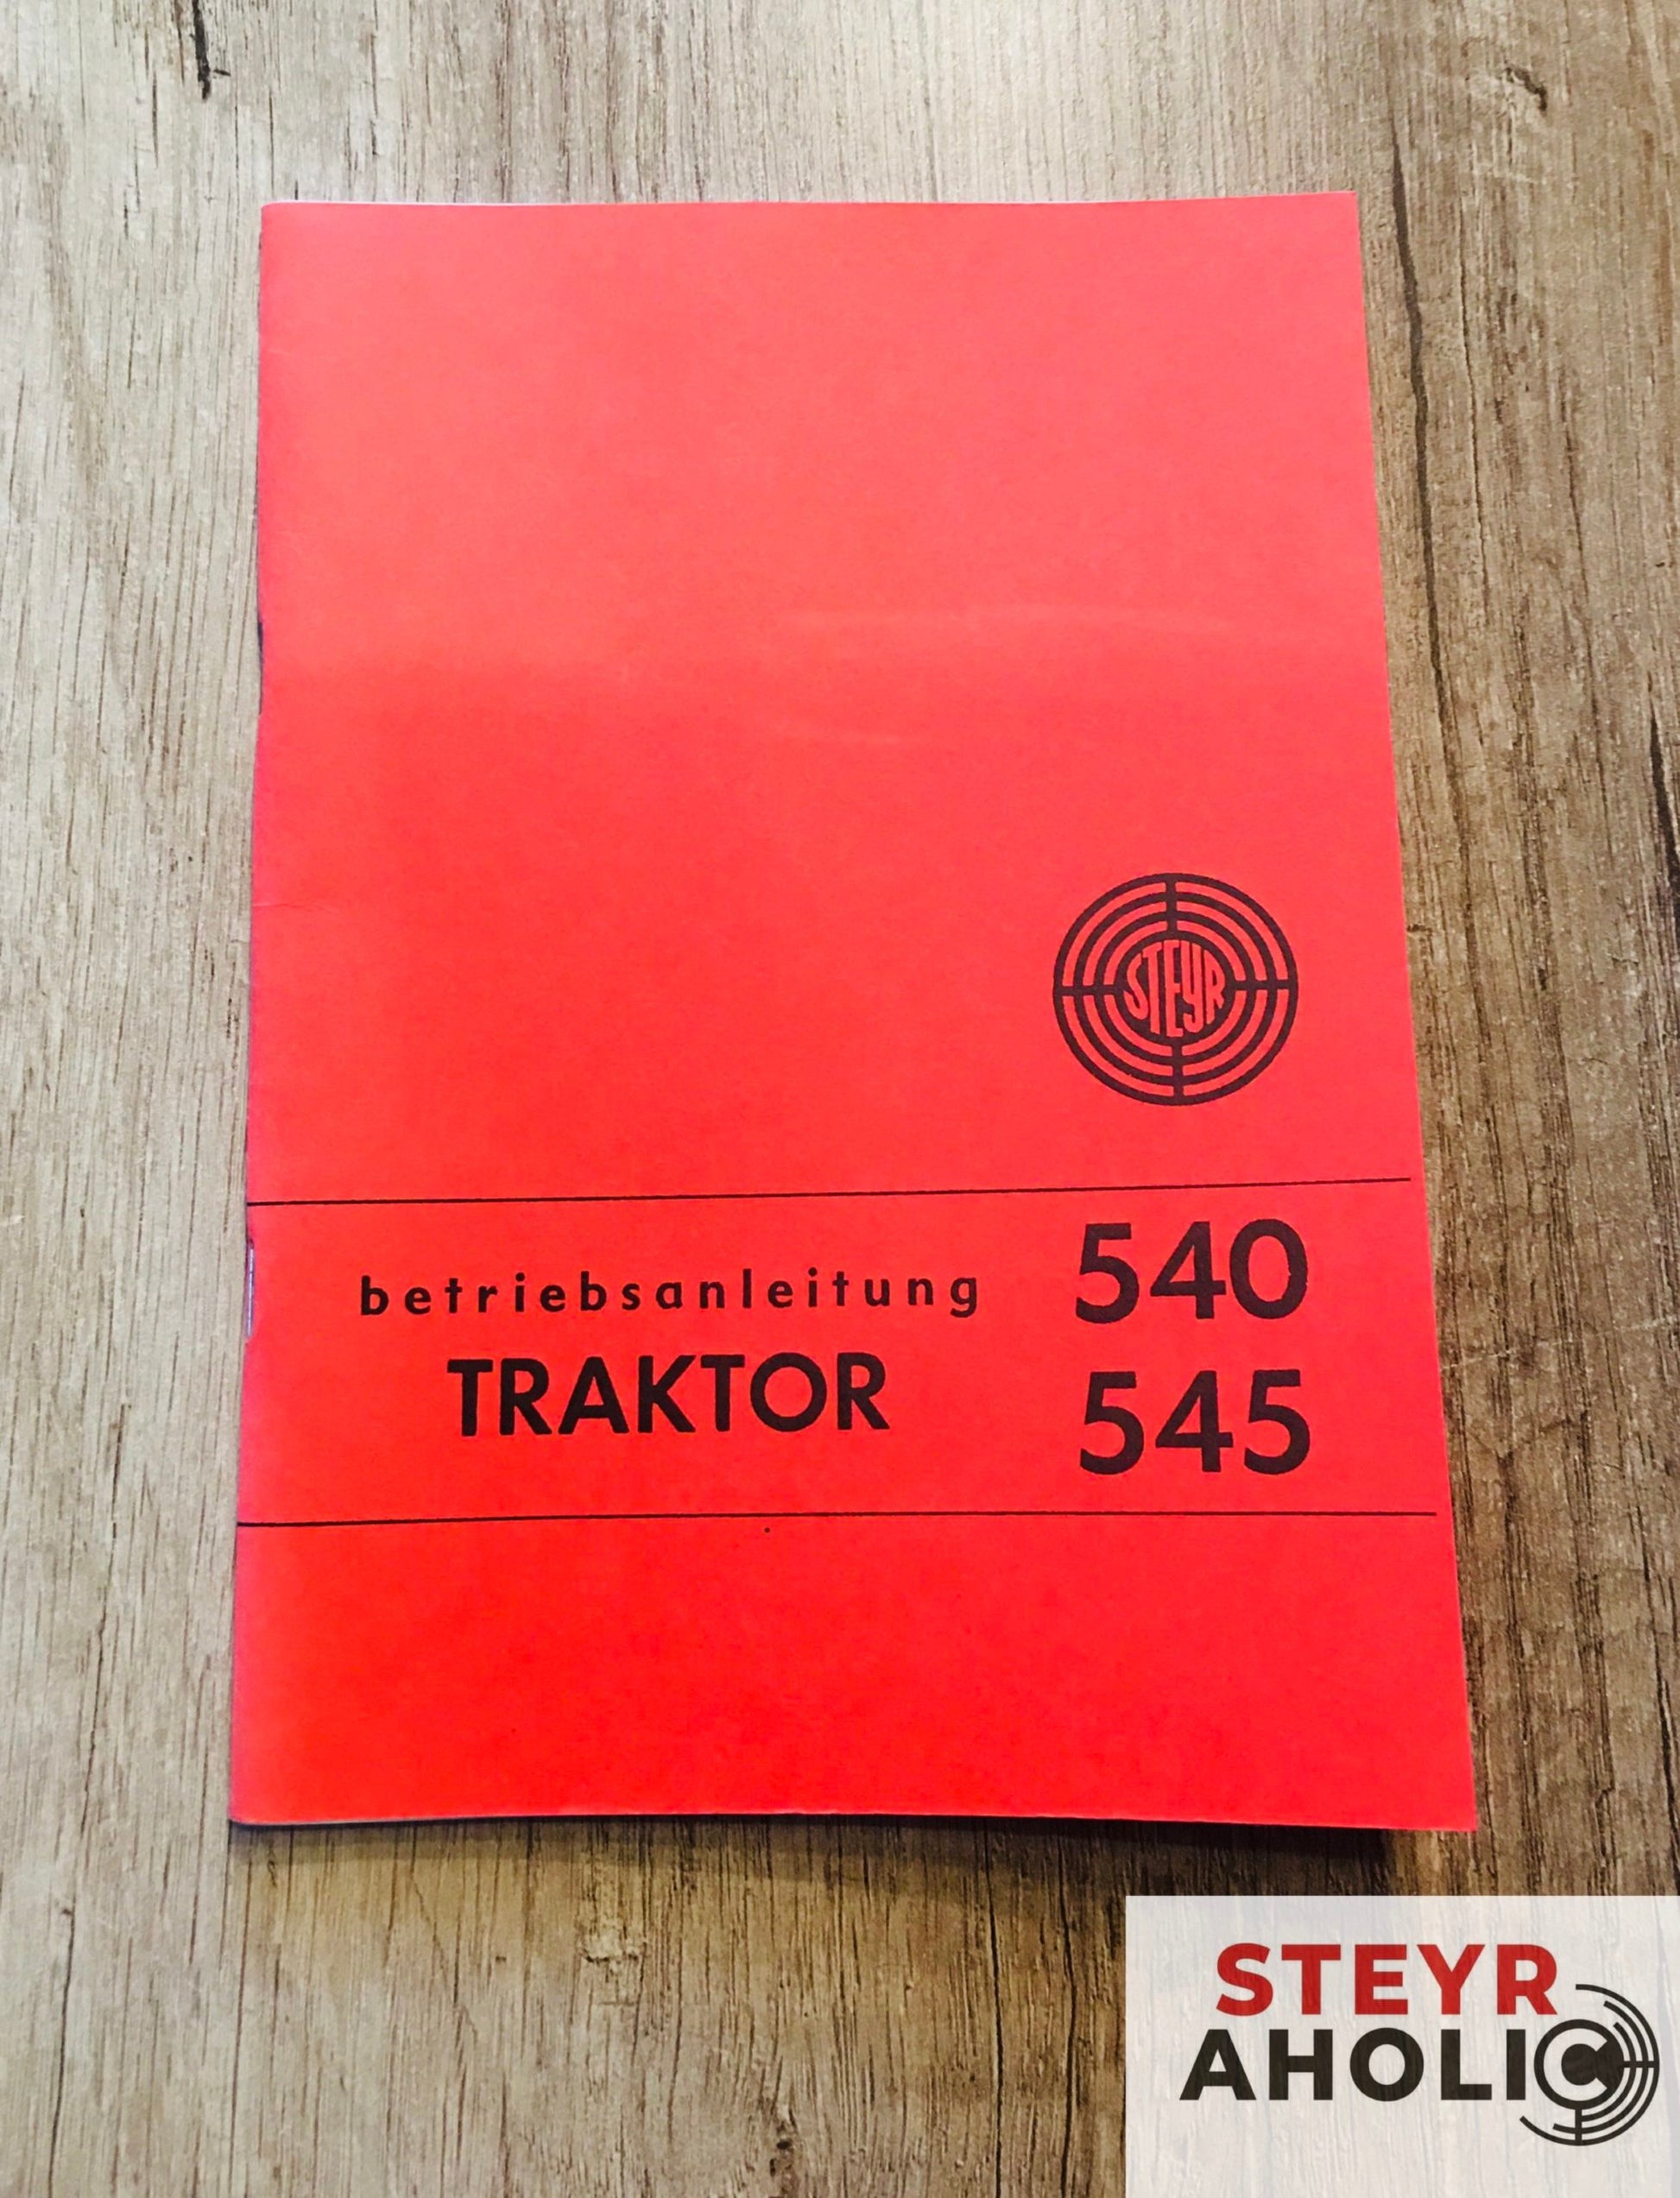 STEYR
betriebsanleitung 540
TRAKTOR 545
STEYR
AHOLIC